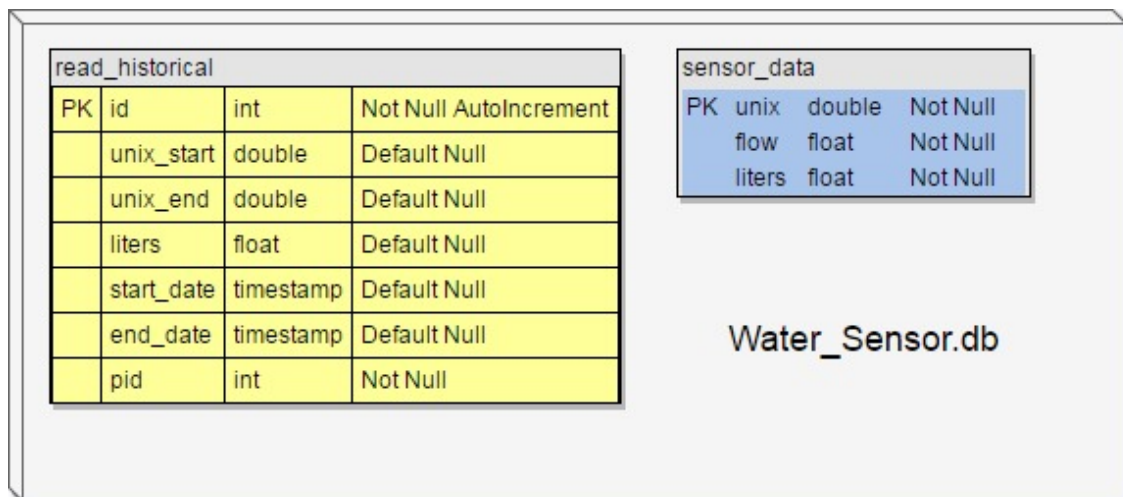 read_historical
PK id int Not Null AutoIncrement
unix_start double Default Null
unix_end double Default Null
liters float Default Null
start_date timestamp Default Null
end_date timestamp Default Null
pid int Not Null
sensor_data
PK unix double Not Null
flow float Not Null
liters float Not Null
Water_Sensor.db